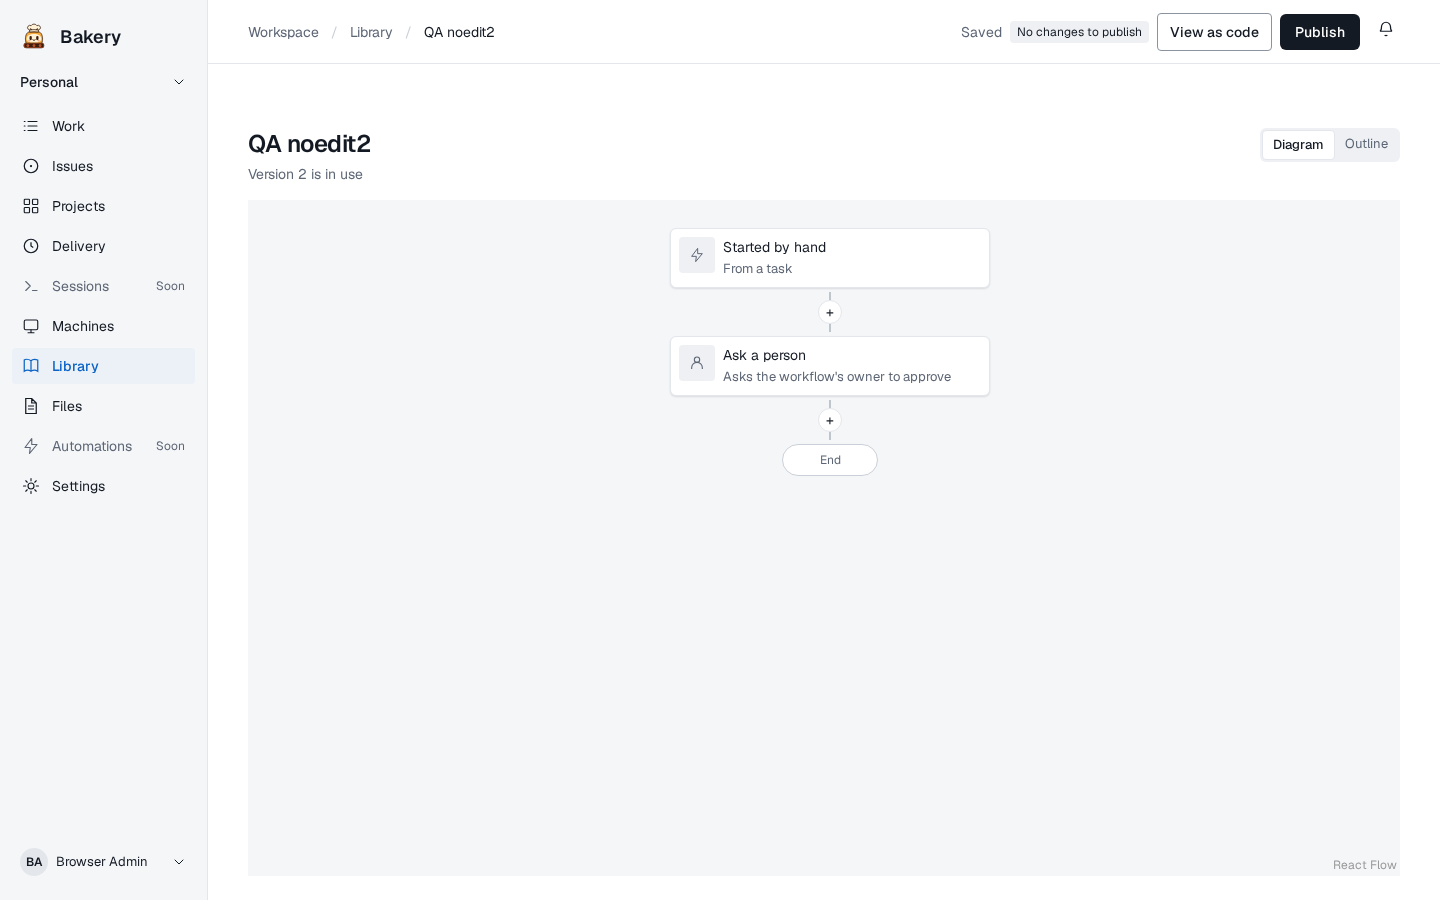 Bakery
Personal
Work
Issues
Projects
Delivery
Sessions Soon
Machines
Library
Files
Automations Soon
Settings
BA Browser Admin
Workspace / Library / QA noedit2
Saved No changes to publish View as code Publish
QA noedit2
Version 2 is in use
Diagram Outline
Started by hand
From a task
+
Ask a person
Asks the workflow's owner to approve
+
End
React Flow